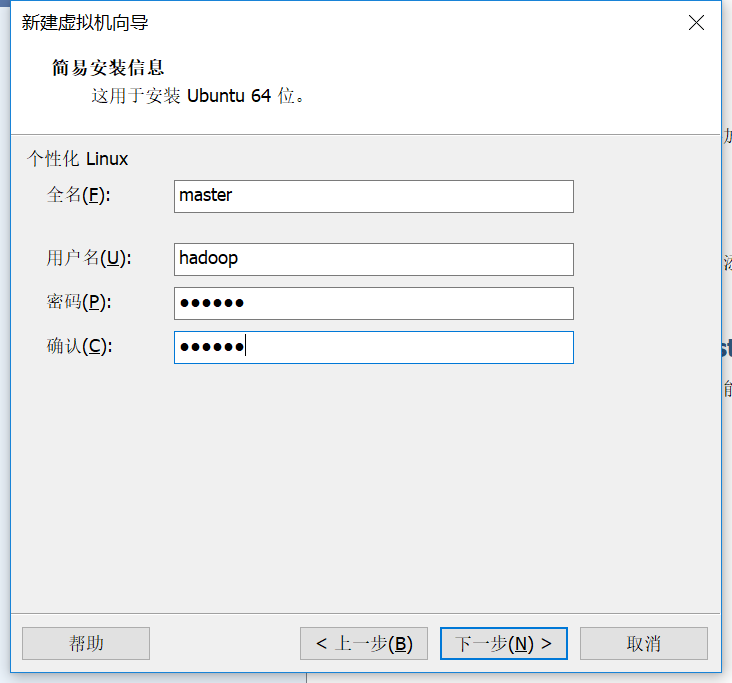 新建虚拟机向导
简易安装信息
这用于安装 Ubuntu 64 位。
个性化 Linux
全名(F): master
用户名(U): hadoop
密码(P): ●●●●●●
确认(C): ●●●●●●
帮助 < 上一步(B) 下一步(N) > 取消